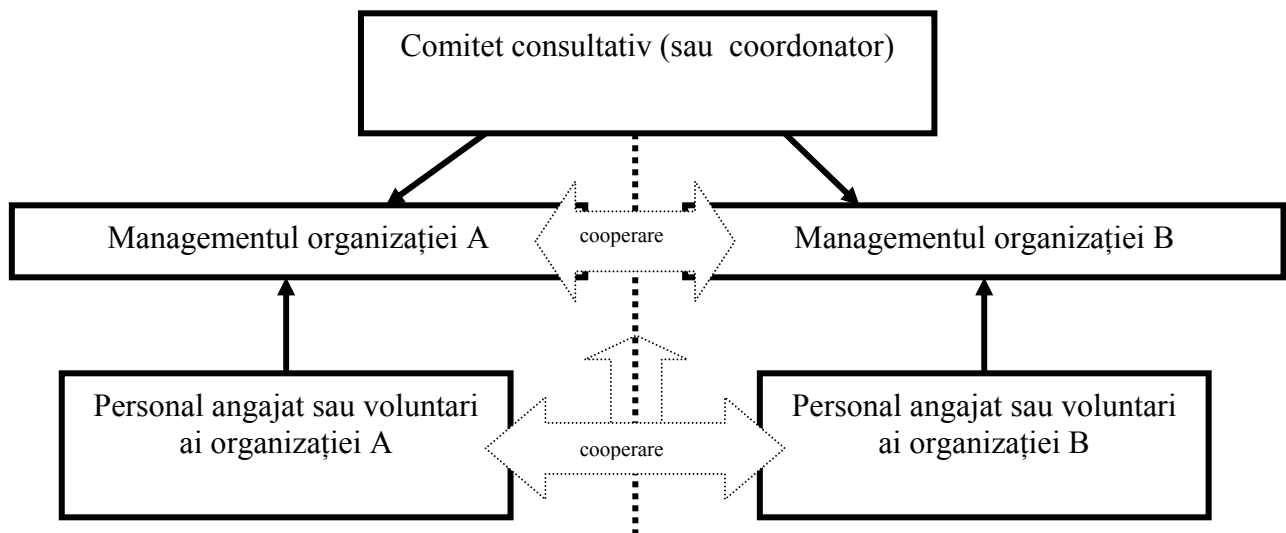 Comitet consultativ (sau  coordonator)
Managementul organizației A
cooperare
Managementul organizației B
Personal angajat sau voluntari
ai organizației A
cooperare
Personal angajat sau voluntari
ai organizației B